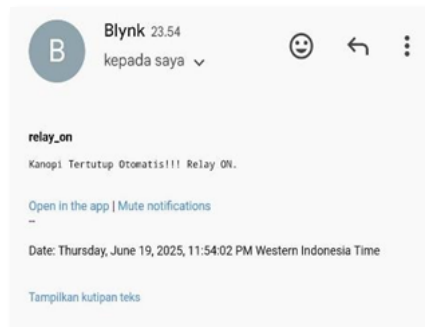 B
Blynk 23.54
kepada saya
relay_on
Kanopi Tertutup Otomatis!!! Relay ON.
Open in the app | Mute notifications
--
Date: Thursday, June 19, 2025, 11:54:02 PM Western Indonesia Time
Tampilkan kutipan teks